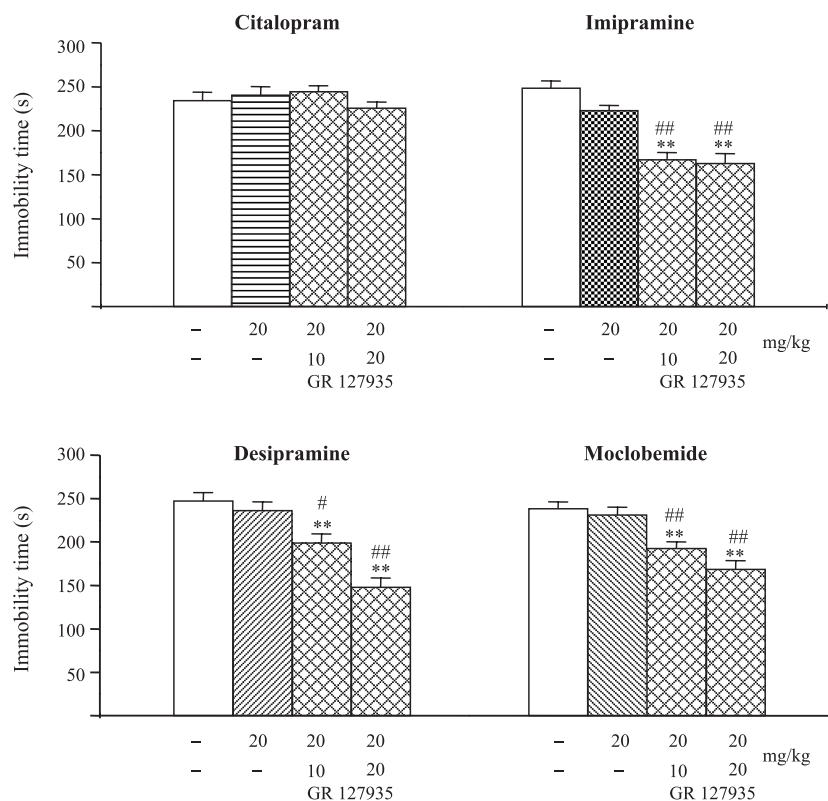 Citalopram
Imipramine
Immobility time (s)
300
250
200
150
100
50
##
**
##
**
– 20 20 20
– – 10 20
GR 127935
– 20 20 20
– – 10 20
GR 127935
mg/kg
Desipramine
Moclobemide
Immobility time (s)
300
250
200
150
100
50
#
**
##
**
##
**
##
**
– 20 20 20
– – 10 20
GR 127935
– 20 20 20
– – 10 20
GR 127935
mg/kg